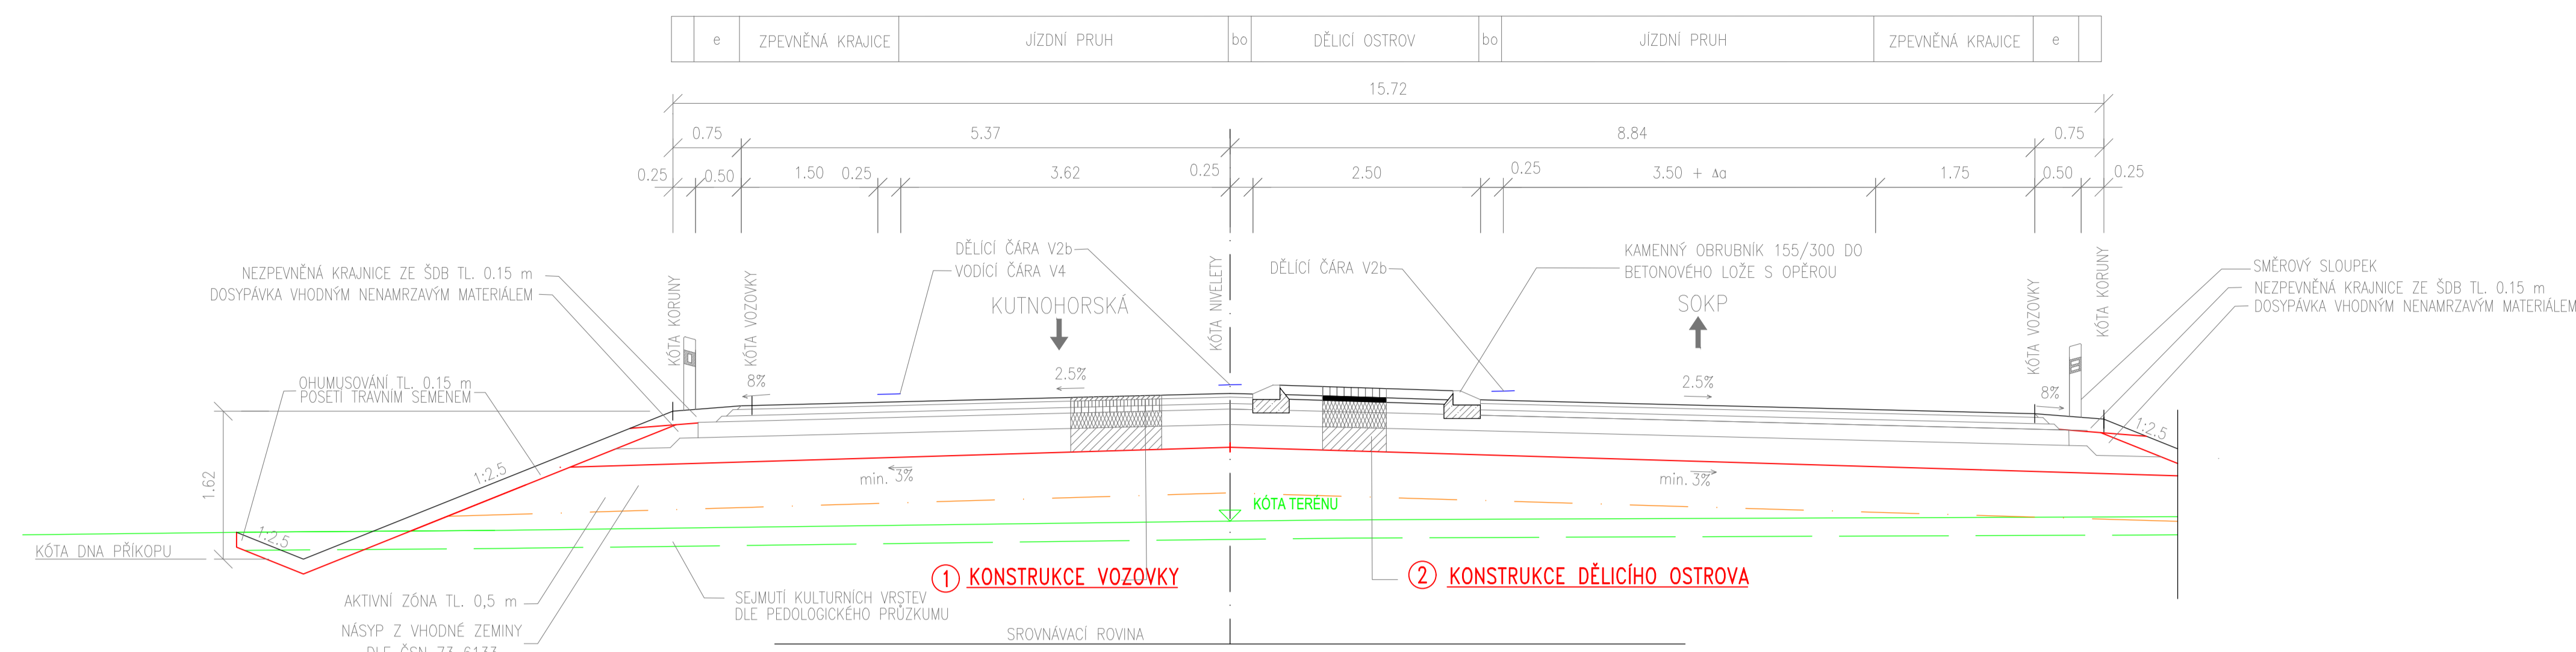 e ZPEVNĚNÁ KRAJICE JÍZDNÍ PRUH bo DĚLICÍ OSTROV bo JÍZDNÍ PRUH ZPEVNĚNÁ KRAJICE e
15.72
0.75 5.37 8.84 0.75
0.25 0.50 1.50 0.25 3.62 0.25 2.50 0.25 3.50 + Δa 1.75 0.50 0.25
DĚLÍCÍ ČÁRA V2b
VODÍCÍ ČÁRA V4
DĚLÍCÍ ČÁRA V2b
KAMENNÝ OBRUBNÍK 155/300 DO
BETONOVÉHO LOŽE S OPĚROU
NEZPEVNĚNÁ KRAJNICE ZE ŠDB TL. 0.15 m
DOSYPÁVKA VHODNÝM NENAMRZAVÝM MATERIÁLEM
KÓTA KORUNY
KÓTA VOZOVKY
KUTNOHORSKÁ
KÓTA NIVELETY
SOKP
KÓTA VOZOVKY
KÓTA KORUNY
SMĚROVÝ SLOUPEK
NEZPEVNĚNÁ KRAJNICE ZE ŠDB TL. 0.15 m
DOSYPÁVKA VHODNÝM NENAMRZAVÝM MATERIÁLEM
OHUMUSOVÁNÍ TL. 0.15 m
POSETÍ TRAVNÍM SEMENEM
8% 2.5% 2.5% 8%
1:2.5
1:2.5
1:2.5
1.62
min. 3%
min. 3%
KÓTA TERÉNU
KÓTA DNA PŘÍKOPU
1 KONSTRUKCE VOZOVKY
2 KONSTRUKCE DĚLICÍHO OSTROVA
AKTIVNÍ ZÓNA TL. 0,5 m
NÁSYP Z VHODNÉ ZEMINY
DLE ČSN 73 6133
SEJMUTÍ KULTURNÍCH VRSTEV
DLE PEDOLOGICKÉHO PRŮZKUMU
SROVNÁVACÍ ROVINA